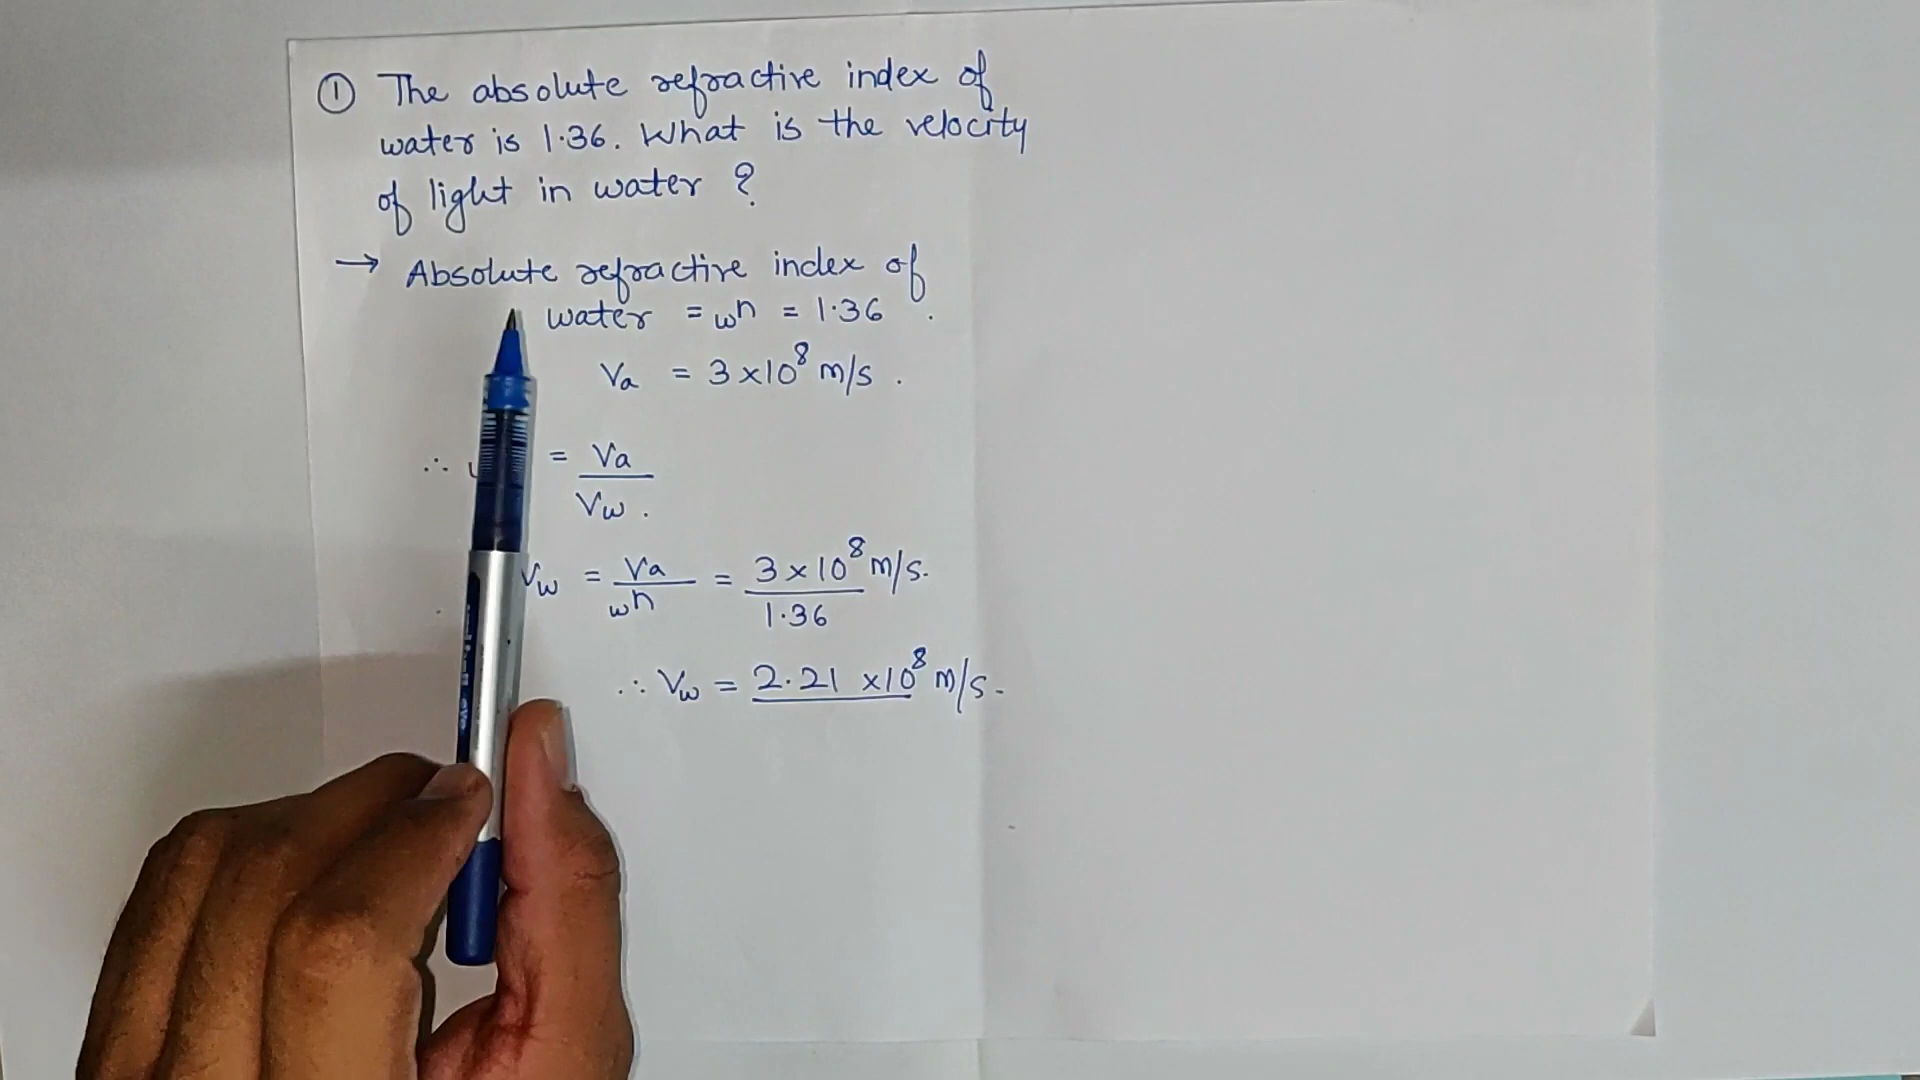 ① The absolute refractive index of
water is 1.36. What is the velocity
of light in water ?
→ Absolute refractive index of
water = wn = 1.36 .
Va = 3 × 10⁸ m/s .
∴ = Va / Vw .
Vw = Va / wn = 3 × 10⁸ m/s. / 1.36
∴ Vw = 2.21 × 10⁸ m/s.